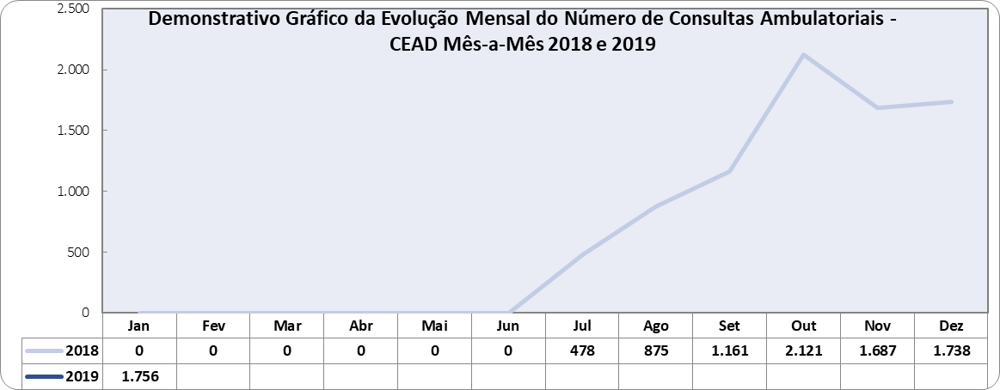 Demonstrativo Gráfico da Evolução Mensal do Número de Consultas Ambulatoriais -
CEAD Mês-a-Mês 2018 e 2019
2.500
2.000
1.500
1.000
500
0
Jan Fev Mar Abr Mai Jun Jul Ago Set Out Nov Dez
2018 0 0 0 0 0 0 478 875 1.161 2.121 1.687 1.738
2019 1.756